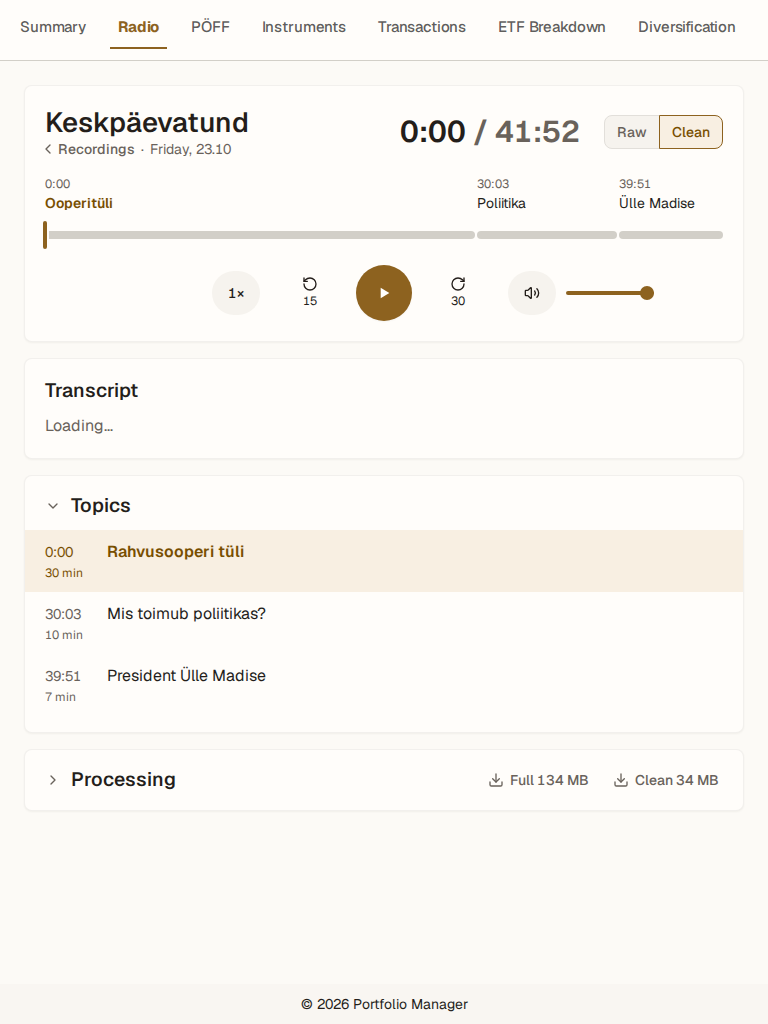 Summary Radio PÖFF Instruments Transactions ETF Breakdown Diversification
Keskpäevatund
Recordings · Friday, 23.10
0:00 / 41:52
Raw Clean
0:00 30:03 39:51
Ooperitüli Poliitika Ülle Madise
1×
15
30
Transcript
Loading...
Topics
0:00 Rahvusooperi tüli
30 min
30:03 Mis toimub poliitikas?
10 min
39:51 President Ülle Madise
7 min
Processing Full 134 MB Clean 34 MB
© 2026 Portfolio Manager